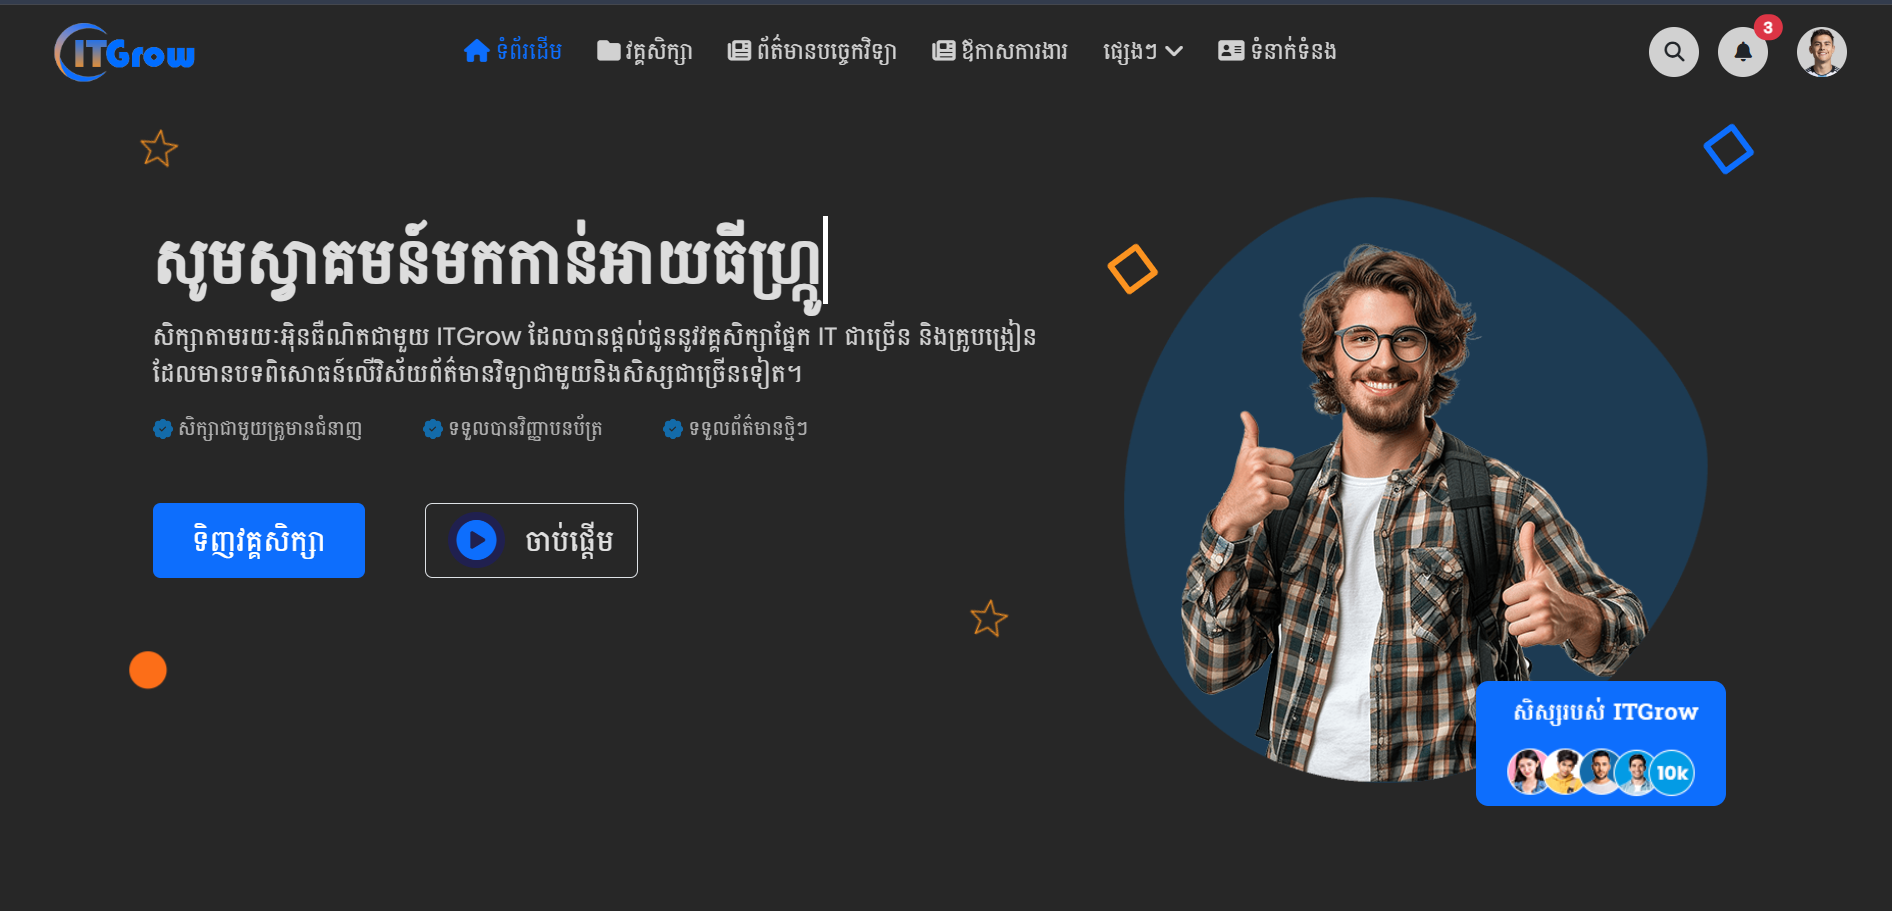 ITGrow
ទំព័រដើម
វគ្គសិក្សា
ព័ត៌មានបច្ចេកវិទ្យា
ឱកាសការងារ
ផ្សេងៗ
ទំនាក់ទំនង
3
សូមស្វាគមន៍មកកាន់អាយធីហ្គ្រូ
សិក្សាតាមរយៈអ៊ិនធឺណិតជាមួយ ITGrow ដែលបានផ្ដល់ជូននូវវគ្គសិក្សាផ្នែក IT ជាច្រើន និងគ្រូបង្រៀន
ដែលមានបទពិសោធន៍លើវិស័យព័ត៌មានវិទ្យាជាមួយនិងសិស្សជាច្រើនទៀត។
សិក្សាជាមួយគ្រូមានជំនាញ
ទទួលបានវិញ្ញាបនប័ត្រ
ទទួលព័ត៌មានថ្មីៗ
ទិញវគ្គសិក្សា
ចាប់ផ្ដើម
សិស្សរបស់ ITGrow
10k